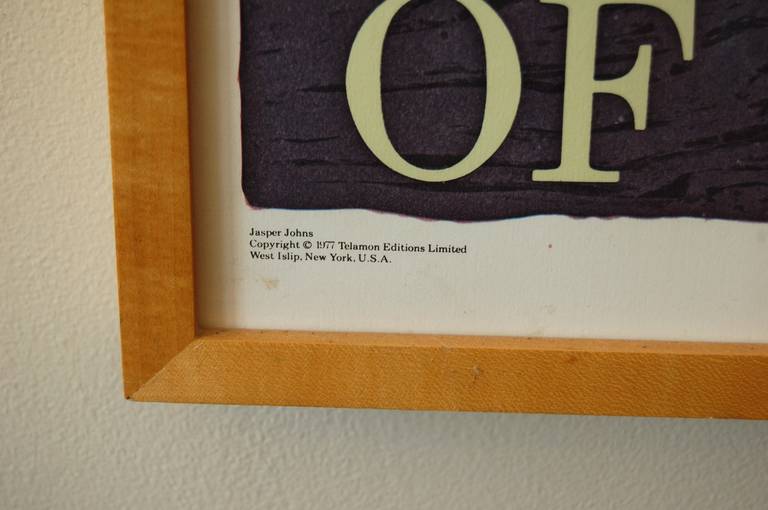 OF
Jasper Johns
Copyright © 1977 Telamon Editions Limited
West Islip, New York, U.S.A.